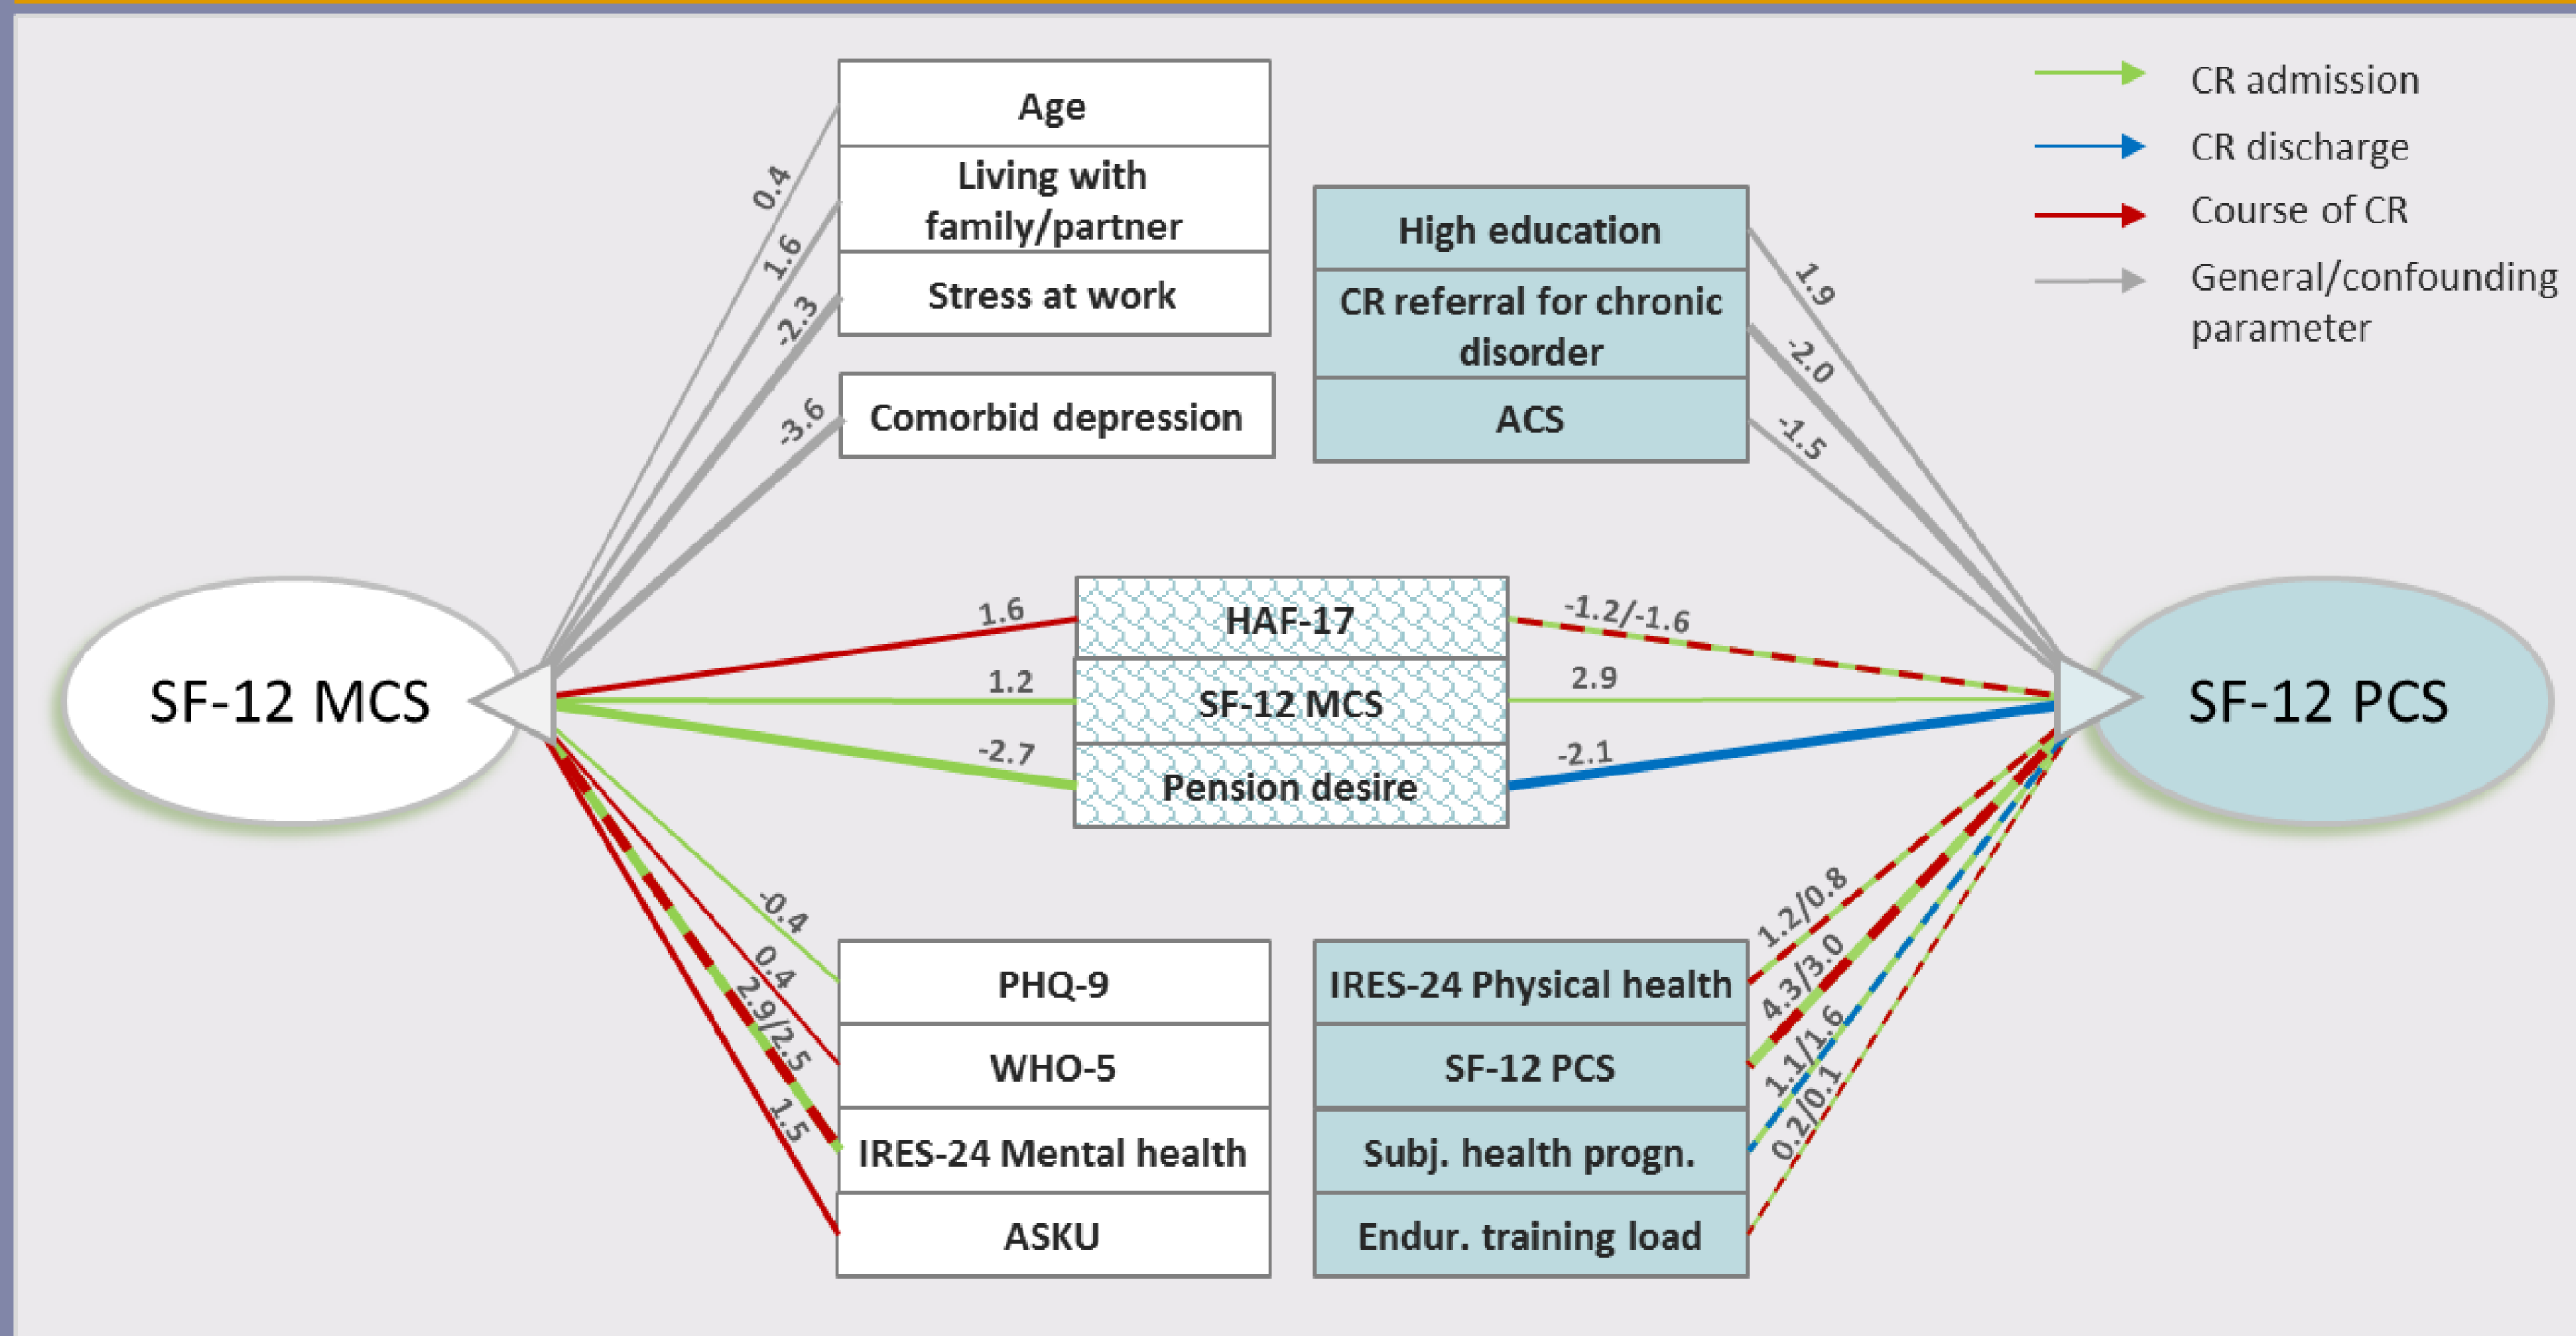 Age
Living with
family/partner
Stress at work
Comorbid depression
0.4
1.6
-2.3
-3.6
High education
CR referral for chronic
disorder
ACS
1.9
-2.0
-1.5
CR admission
CR discharge
Course of CR
General/confounding
parameter
SF-12 MCS
1.6
1.2
-2.7
HAF-17
SF-12 MCS
Pension desire
-1.2/-1.6
2.9
-2.1
SF-12 PCS
-0.4
0.4
2.9/2.5
1.5
PHQ-9
WHO-5
IRES-24 Mental health
ASKU
IRES-24 Physical health
SF-12 PCS
Subj. health progn.
Endur. training load
1.2/0.8
4.3/3.0
1.1/1.6
0.2/0.1